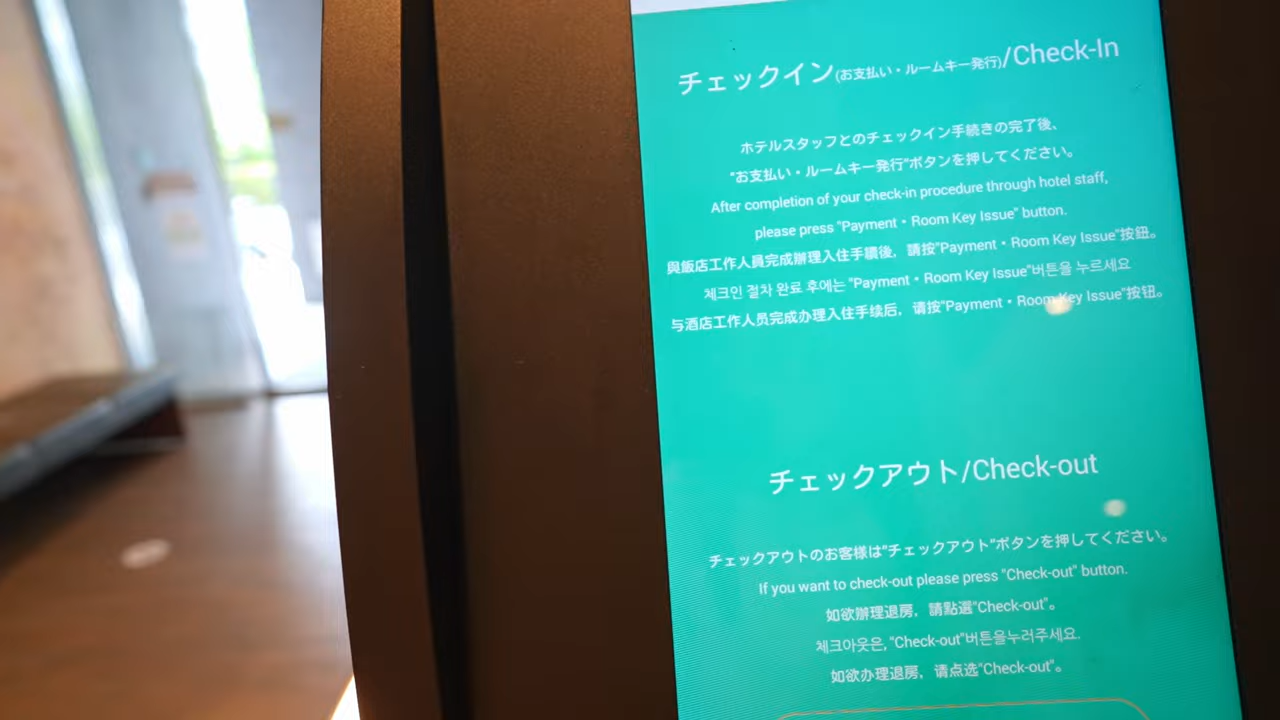 チェックイン(お支払い・ルームキー発行)/Check-In
ホテルスタッフとのチェックイン手続きの完了後、
"お支払い・ルームキー発行"ボタンを押してください。
After completion of your check-in procedure through hotel staff,
please press "Payment・Room Key Issue" button.
與飯店工作人員完成辦理入住手續後，請按"Payment・Room Key Issue"按鈕。
체크인 절차 완료 후에는 "Payment・Room Key Issue"버튼을 누르세요
与酒店工作人员完成办理入住手续后，请按"Payment・Room Key Issue"按钮。
チェックアウト/Check-out
チェックアウトのお客様は"チェックアウト"ボタンを押してください。
If you want to check-out please press "Check-out" button.
如欲辦理退房，請點選"Check-out"。
체크아웃은, "Check-out"버튼을눌러주세요.
如欲办理退房，请点选"Check-out"。